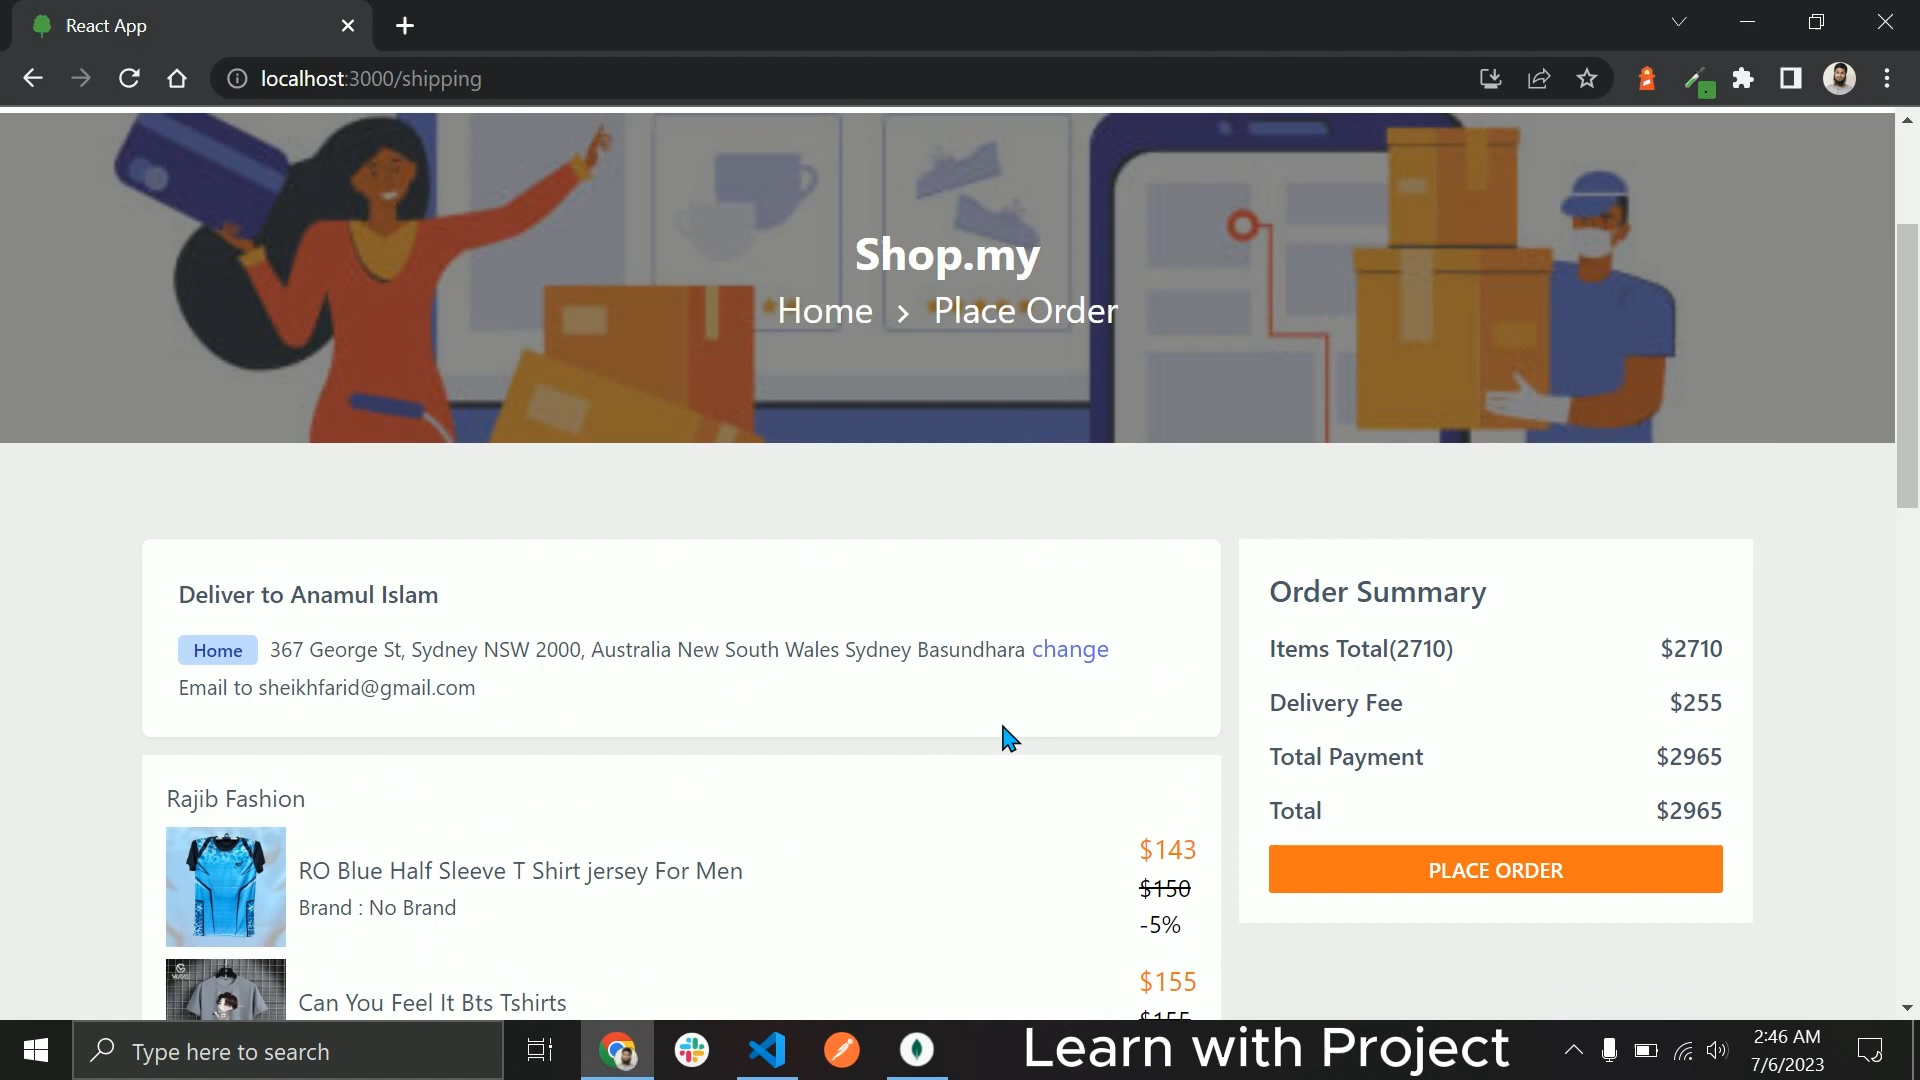 React App
localhost:3000/shipping
Shop.my
Home > Place Order
Deliver to Anamul Islam
Home 367 George St, Sydney NSW 2000, Australia New South Wales Sydney Basundhara change
Email to sheikhfarid@gmail.com
Rajib Fashion
RO Blue Half Sleeve T Shirt jersey For Men
Brand : No Brand
$143
$150
-5%
Can You Feel It Bts Tshirts
$155
$155
Order Summary
Items Total(2710) $2710
Delivery Fee $255
Total Payment $2965
Total $2965
PLACE ORDER
Type here to search
Learn with Project
2:46 AM
7/6/2023